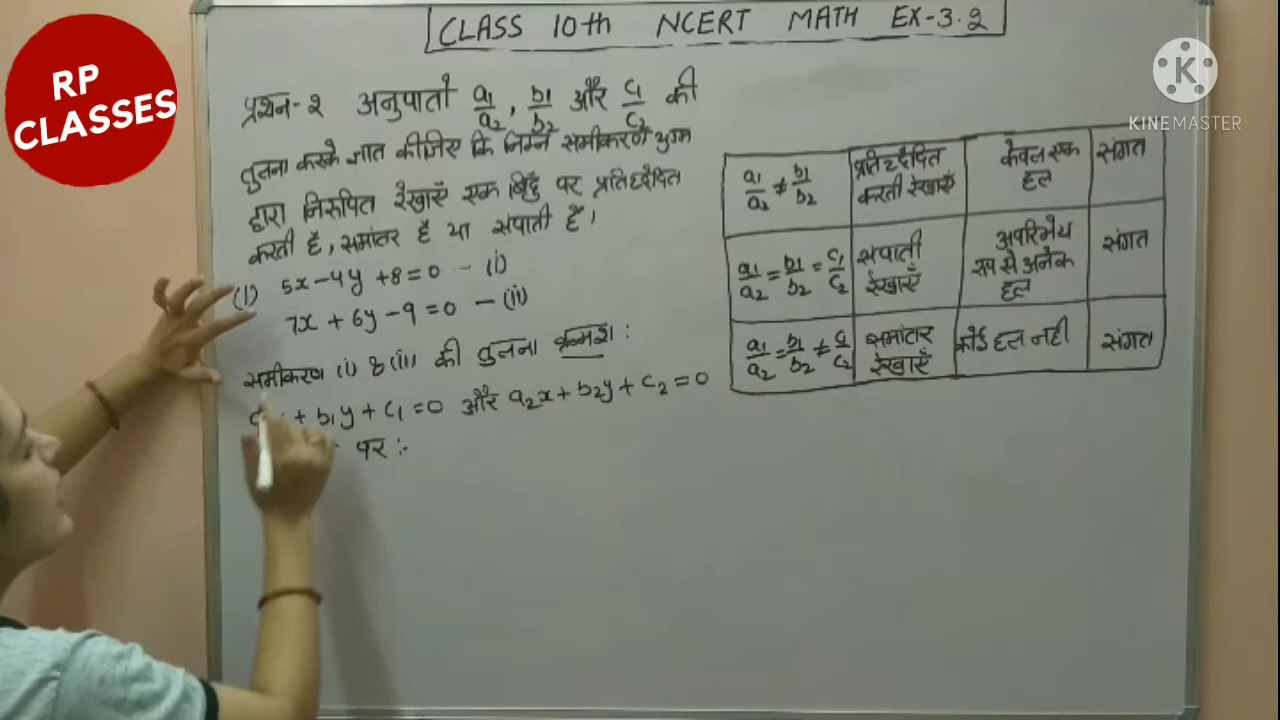 CLASS 10th NCERT MATH EX-3.2
RP
CLASSES
KINEMASTER
प्रश्न-2 अनुपातो a₁/a₂, b₁/b₂ और c₁/c₂ की
तुलना करके ज्ञात कीजिए कि निम्न समीकरण युग्म
द्वारा निरूपित रेखाएँ एक बिंदु पर प्रतिच्छेदित
करती है, समांतर है या संपाती है।
(1) 5x-4y+8=0 - (i)
7x+6y-9=0 - (ii)
समीकरण (i) & (ii) की तुलना क्रमश:
+ b₁y + c₁ = 0 और a₂x + b₂y + c₂ = 0
पर :-
a₁/a₂ ≠ b₁/b₂ प्रतिच्छेदित करती रेखाएँ केवल एक हल संगत
a₁/a₂ = b₁/b₂ = c₁/c₂ संपाती रेखाएँ अपरिमेय रूप से अनेक हल संगत
a₁/a₂ = b₁/b₂ ≠ c₁/c₂ समांतर रेखाएँ कोई हल नही संगत